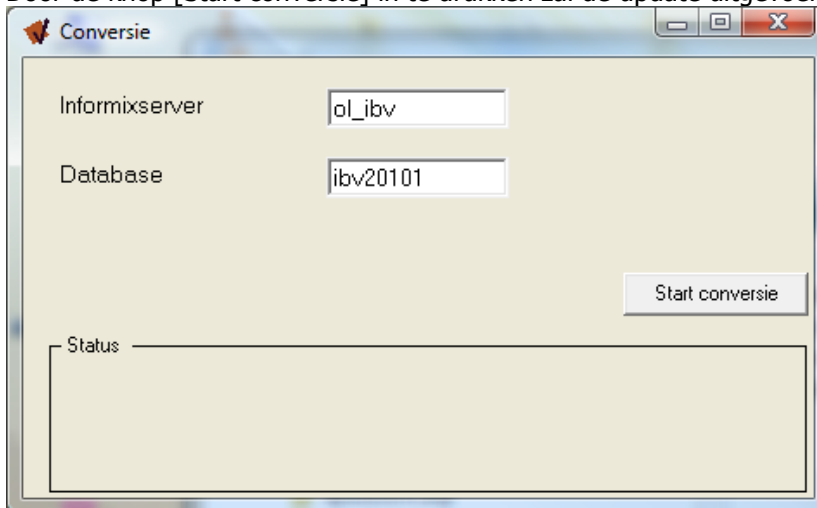 Door de knop [Start conversie] in te drukken zal de update uitgevoer
Conversie
Informixserver ol_ibv
Database ibv20101
Start conversie
Status